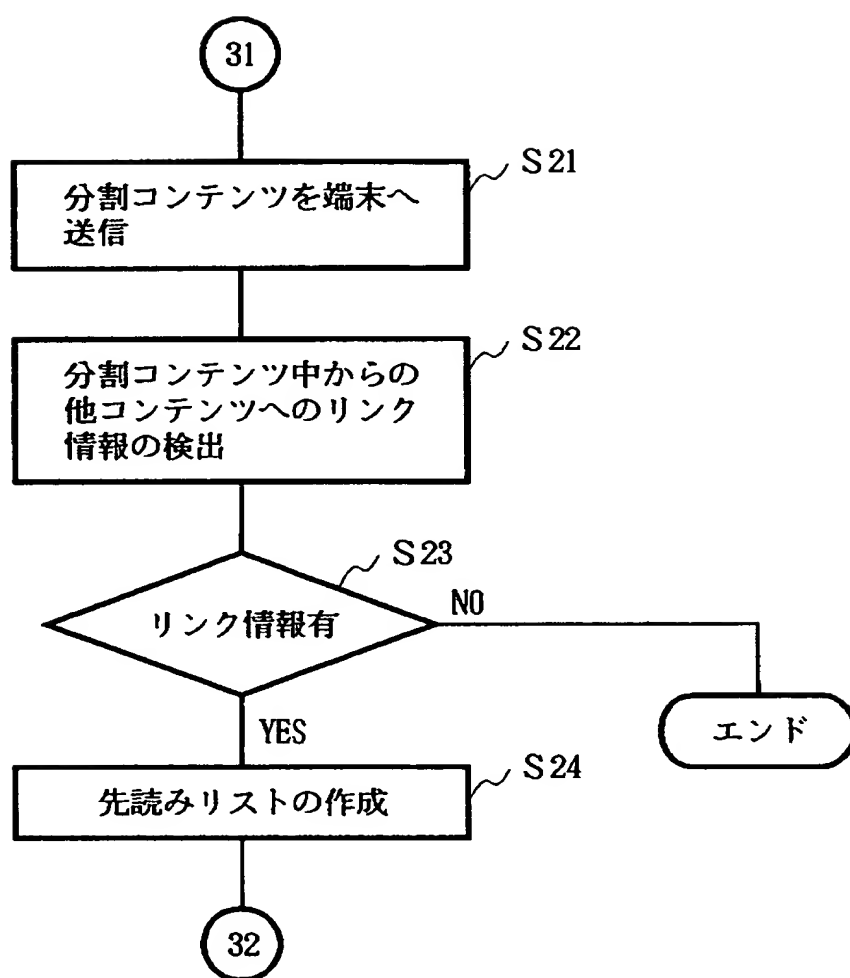 31
S21
分割コンテンツを端末へ
送信
S22
分割コンテンツ中からの
他コンテンツへのリンク
情報の検出
S23
リンク情報有
NO
エンド
YES
S24
先読みリストの作成
32